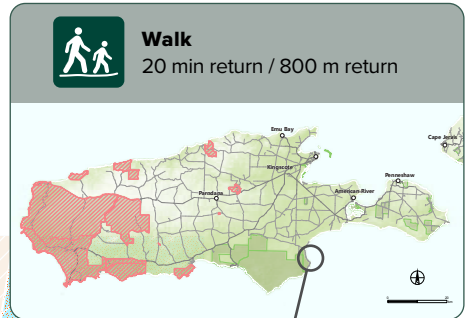 Walk
20 min return / 800 m return
Emu Bay
Cape Jervis
Kingscote
Penneshaw
Parndana
American River